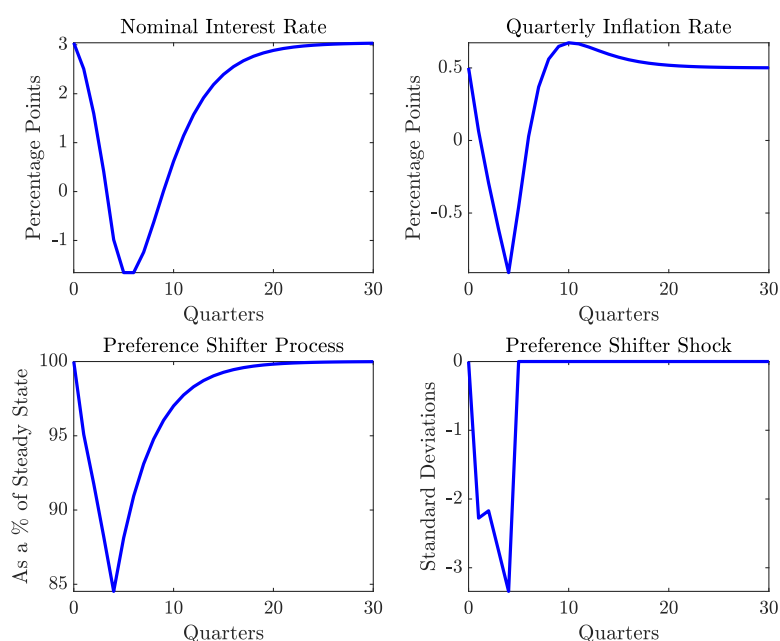 Nominal Interest Rate
Percentage Points
3
2
1
0
-1
0 10 20 30
Quarters
Quarterly Inflation Rate
Percentage Points
0.5
0
-0.5
0 10 20 30
Quarters
Preference Shifter Process
As a % of Steady State
100
95
90
85
0 10 20 30
Quarters
Preference Shifter Shock
Standard Deviations
0
-1
-2
-3
0 10 20 30
Quarters